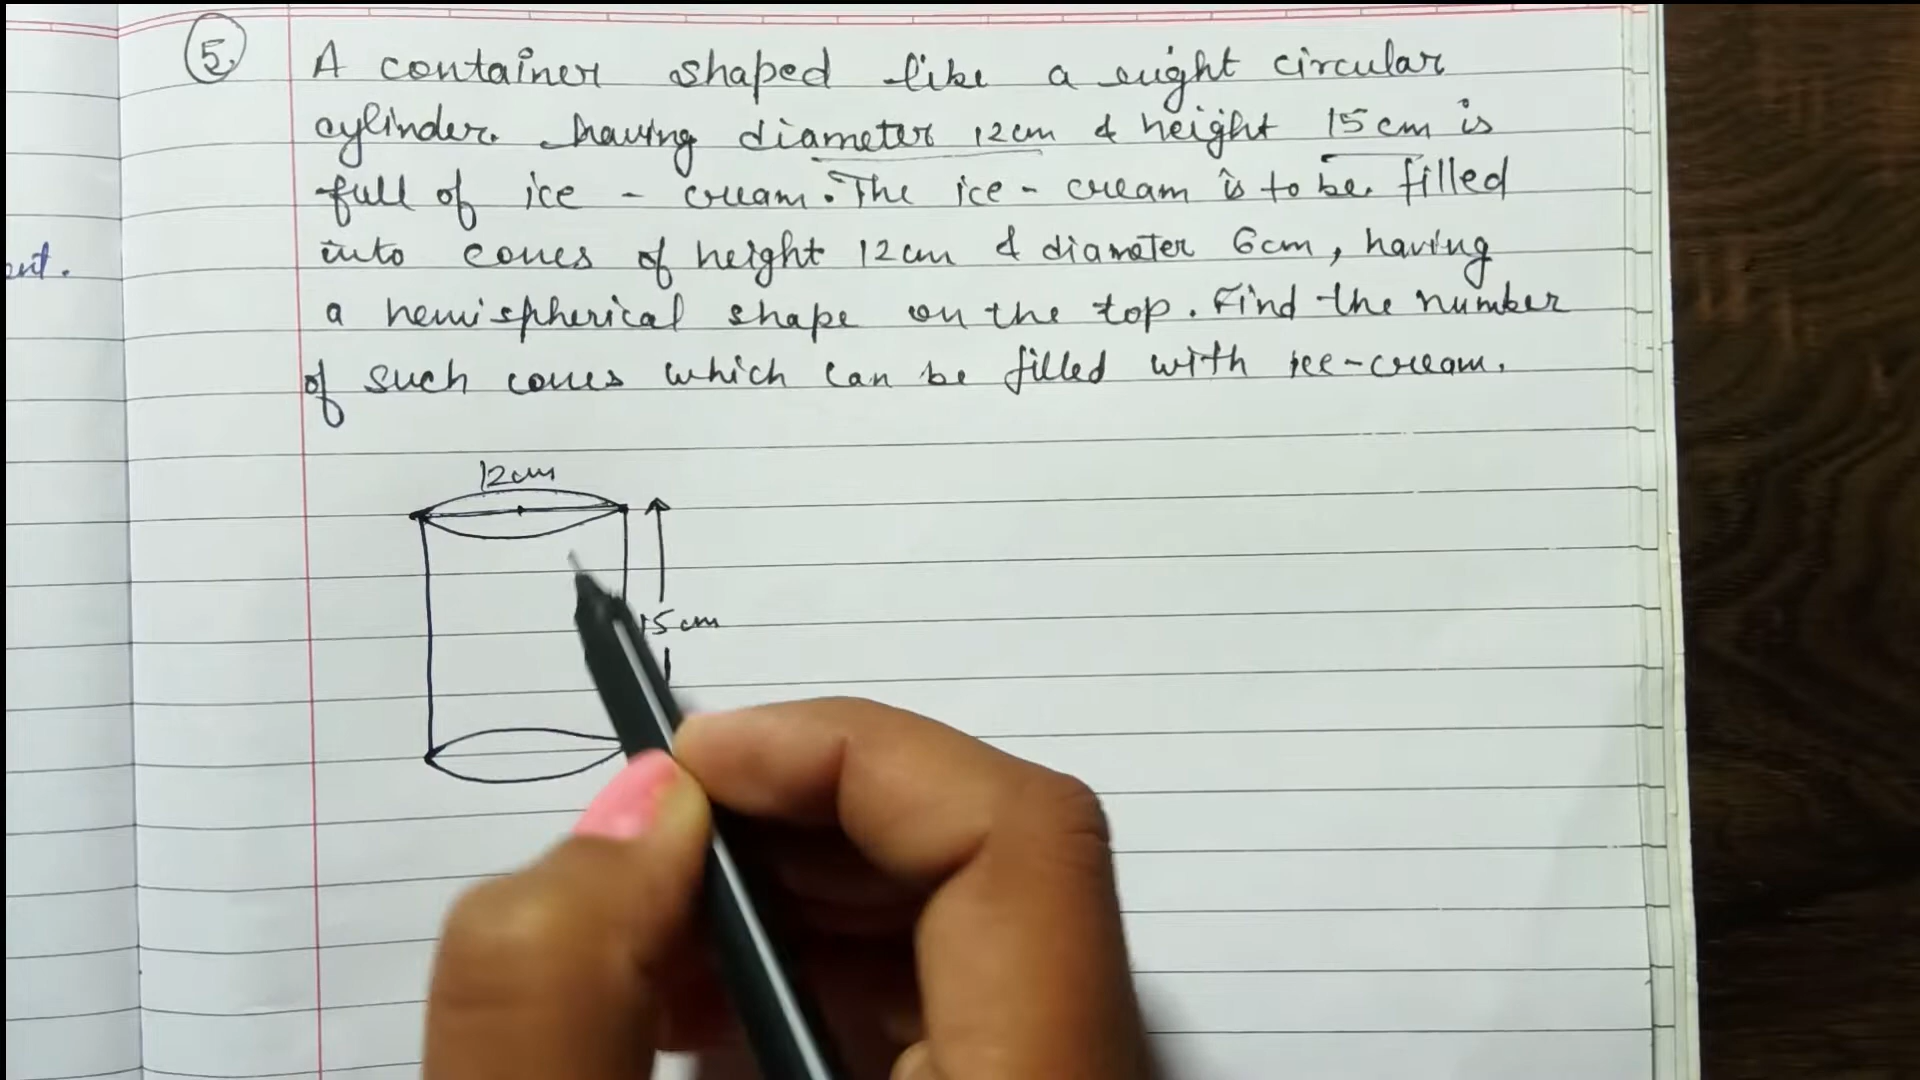 5.
A container shaped like a right circular
cylinder. having diameter 12cm & height 15cm is
full of ice - cream. The ice - cream is to be filled
ent.
into cones of height 12cm & diameter 6cm, having
a hemispherical shape on the top. Find the number
of such cones which can be filled with ice-cream.
12cm
15cm